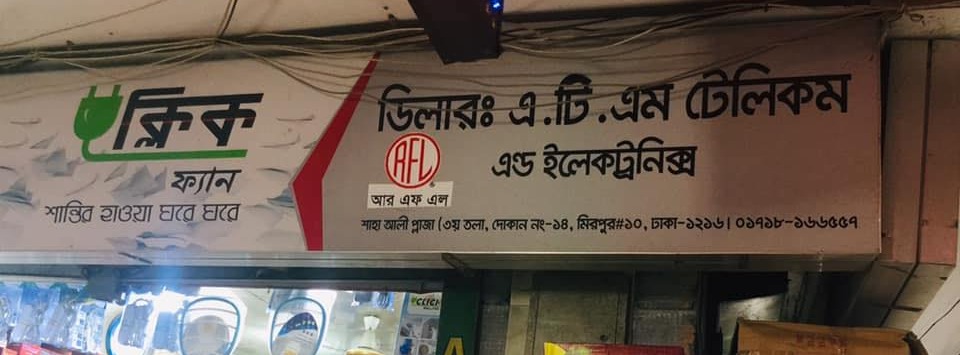 ক্লিক
ফ্যান
শান্তির হাওয়া ঘরে ঘরে
ডিলারঃ এ.টি.এম টেলিকম
এণ্ড ইলেকট্রনিক্স
RFL
আর এফ এল
শাহ আলী প্লাজা (৩য় তলা, দোকান নং-১৪, মিরপুর#১০, ঢাকা-১২১৬। ০১৭১৮-১৬৬৫৫৭